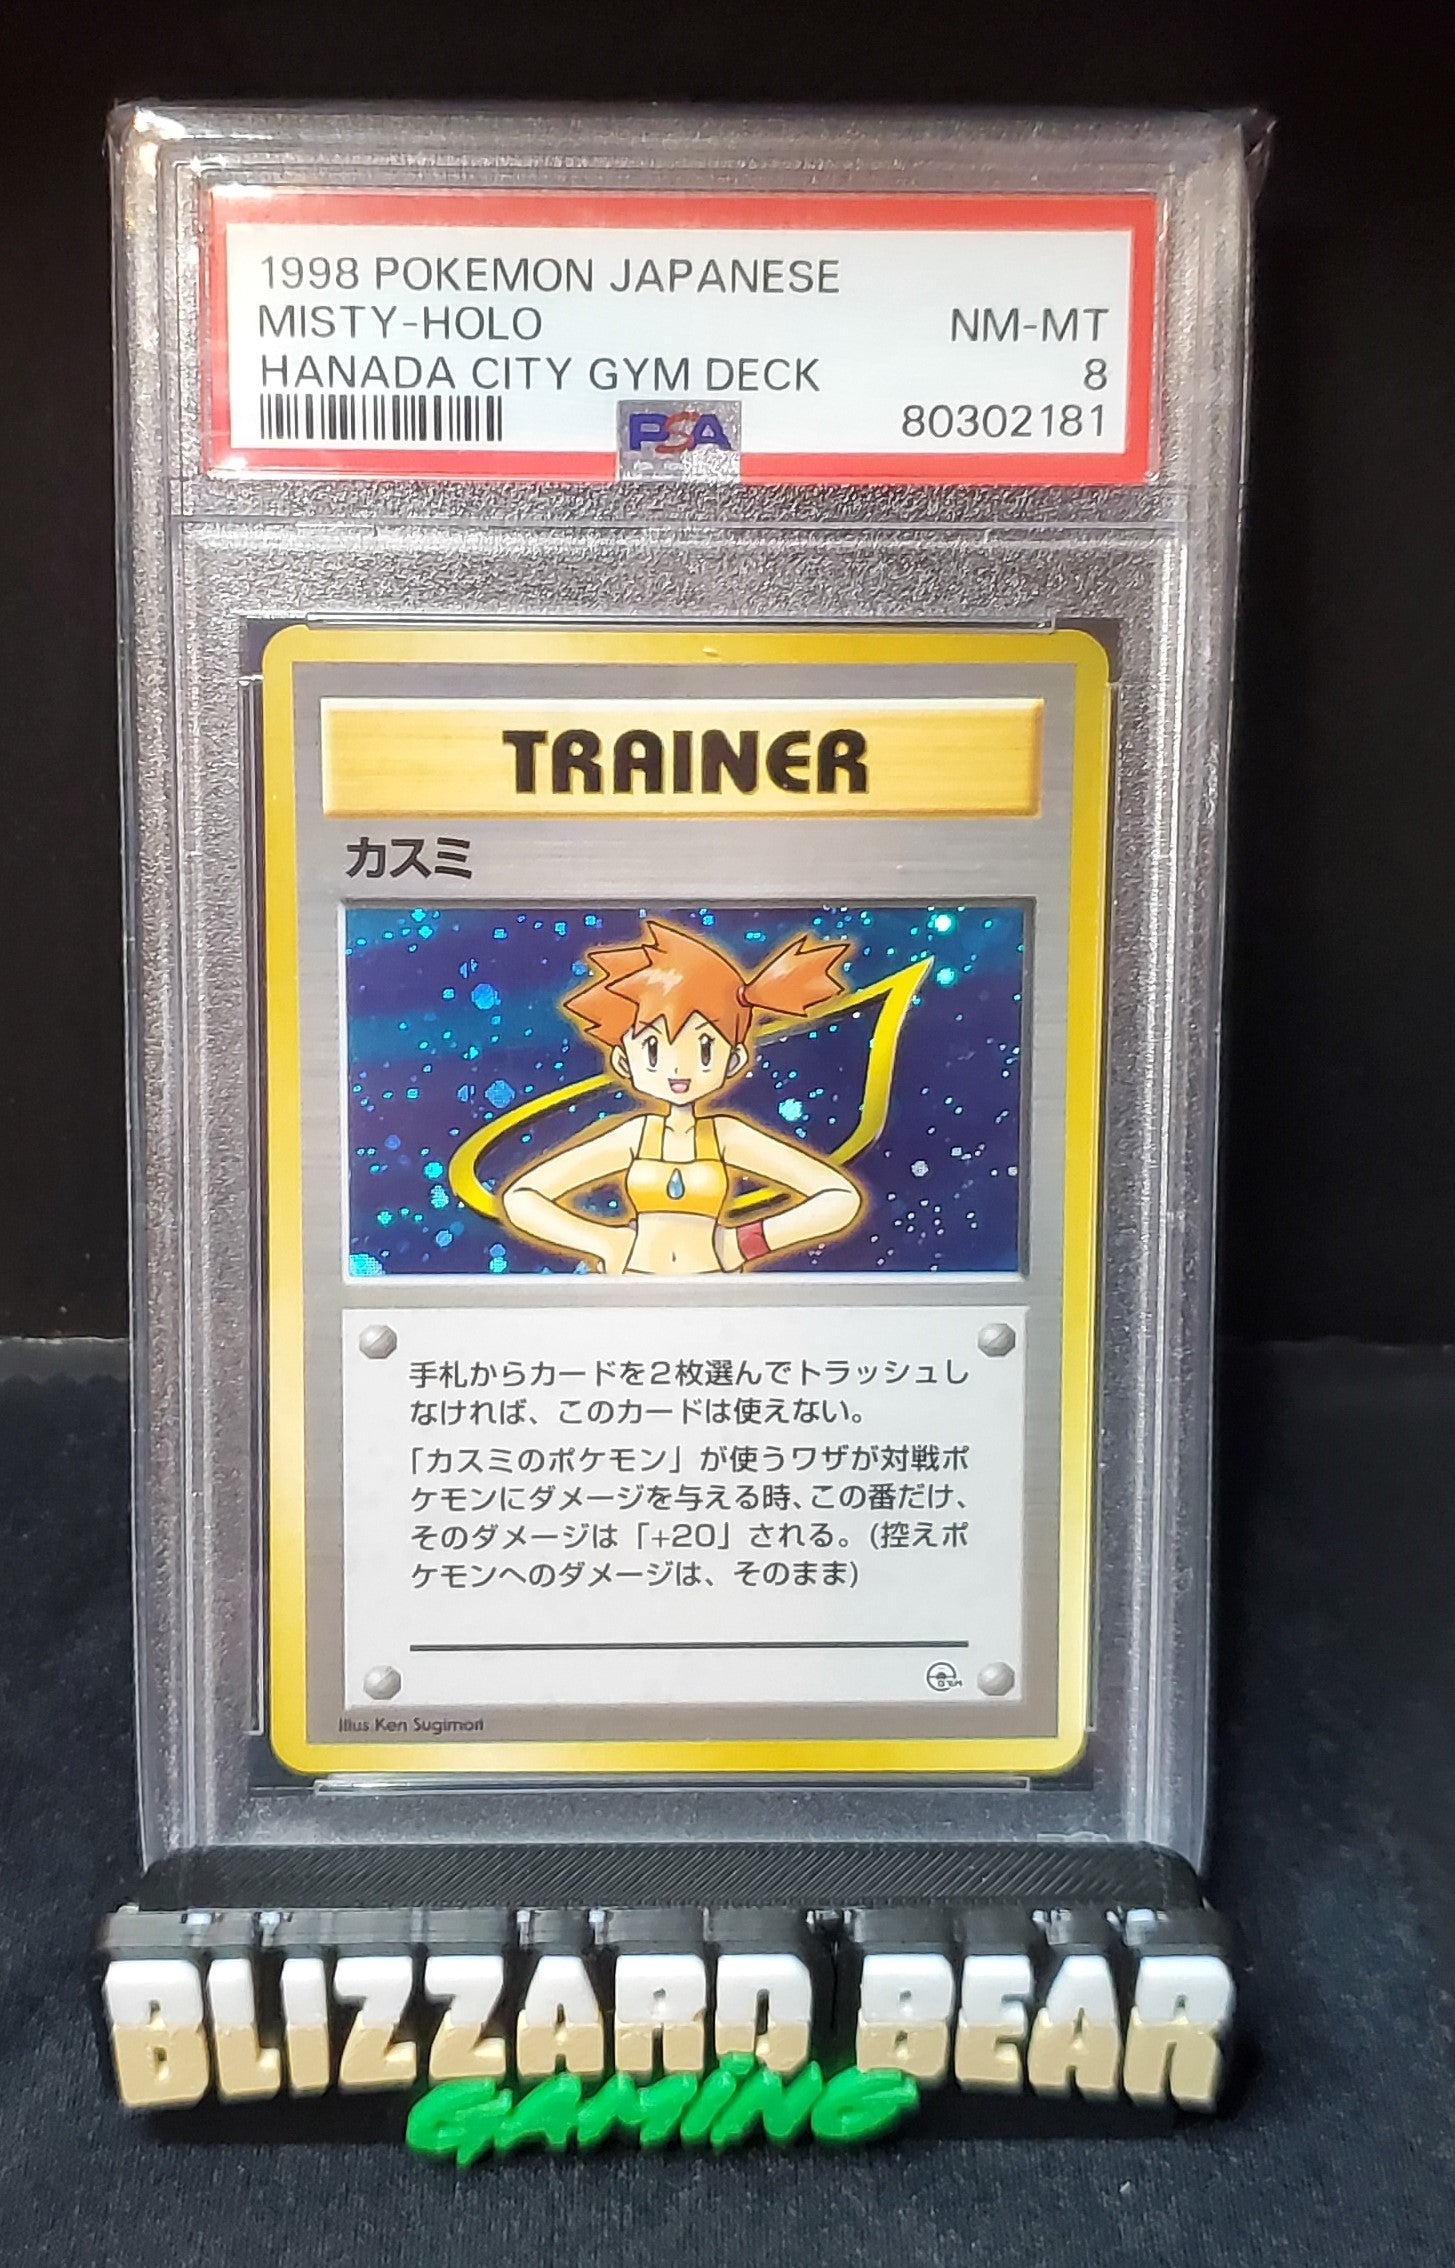 1998 POKEMON JAPANESE
MISTY-HOLO NM-MT
HANADA CITY GYM DECK 8
PSA 80302181
TRAINER
カスミ
手札からカードを2枚選んでトラッシュし
なければ、このカードは使えない。
「カスミのポケモン」が使うワザが対戦ポ
ケモンにダメージを与える時、この番だけ、
そのダメージは「+20」される。(控えポ
ケモンへのダメージは、そのまま)
Illus. Ken Sugimori
BLIZZARD BEAR
GAMING